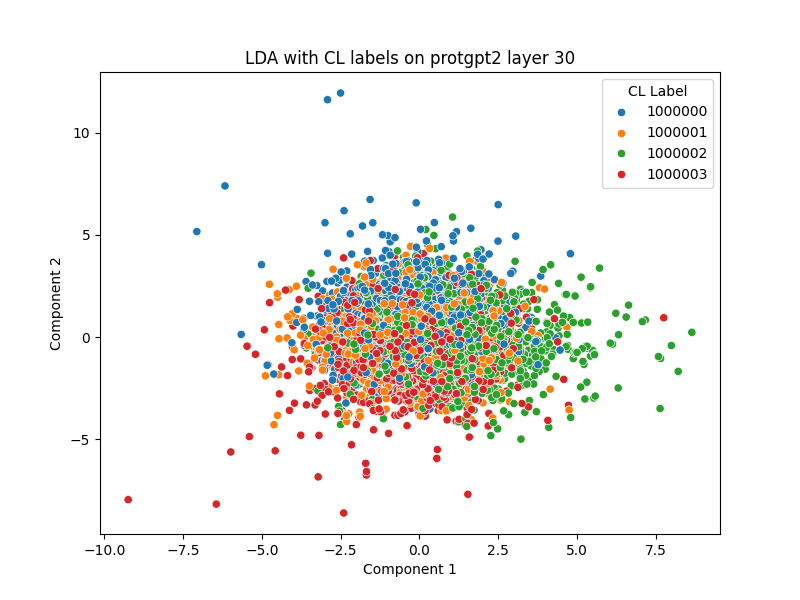 LDA with CL labels on protgpt2 layer 30
CL Label
1000000
1000001
1000002
1000003
10
5
0
−5
Component 2
−10.0 −7.5 −5.0 −2.5 0.0 2.5 5.0 7.5
Component 1